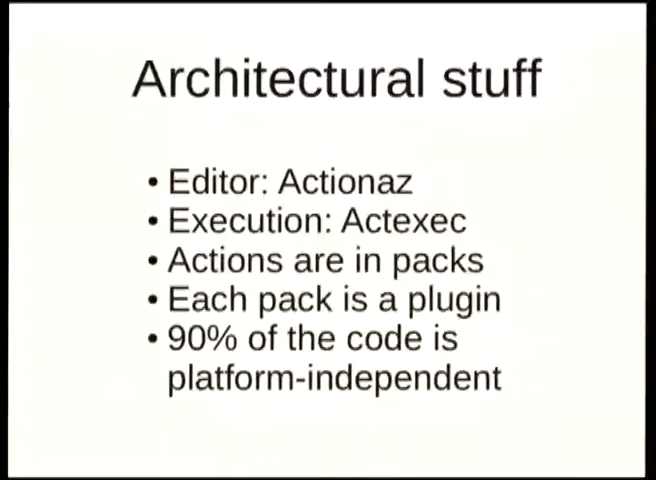 Architectural stuff
• Editor: Actionaz
• Execution: Actexec
• Actions are in packs
• Each pack is a plugin
• 90% of the code is
platform-independent